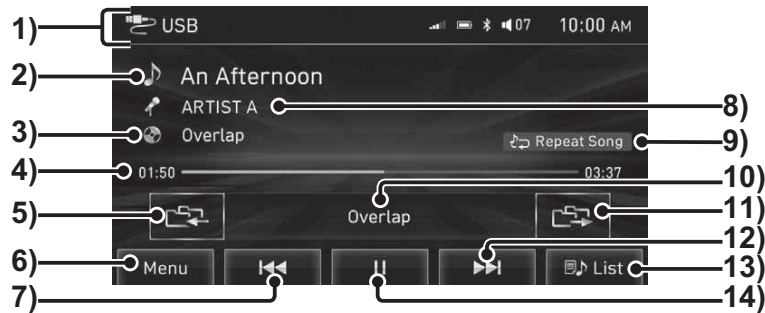 1) USB 07 10:00 AM
2) An Afternoon
ARTIST A 8)
3) Overlap Repeat Song 9)
4) 01:50 03:37
10)
5) Overlap 11)
12)
6) Menu List 13)
7) 14)